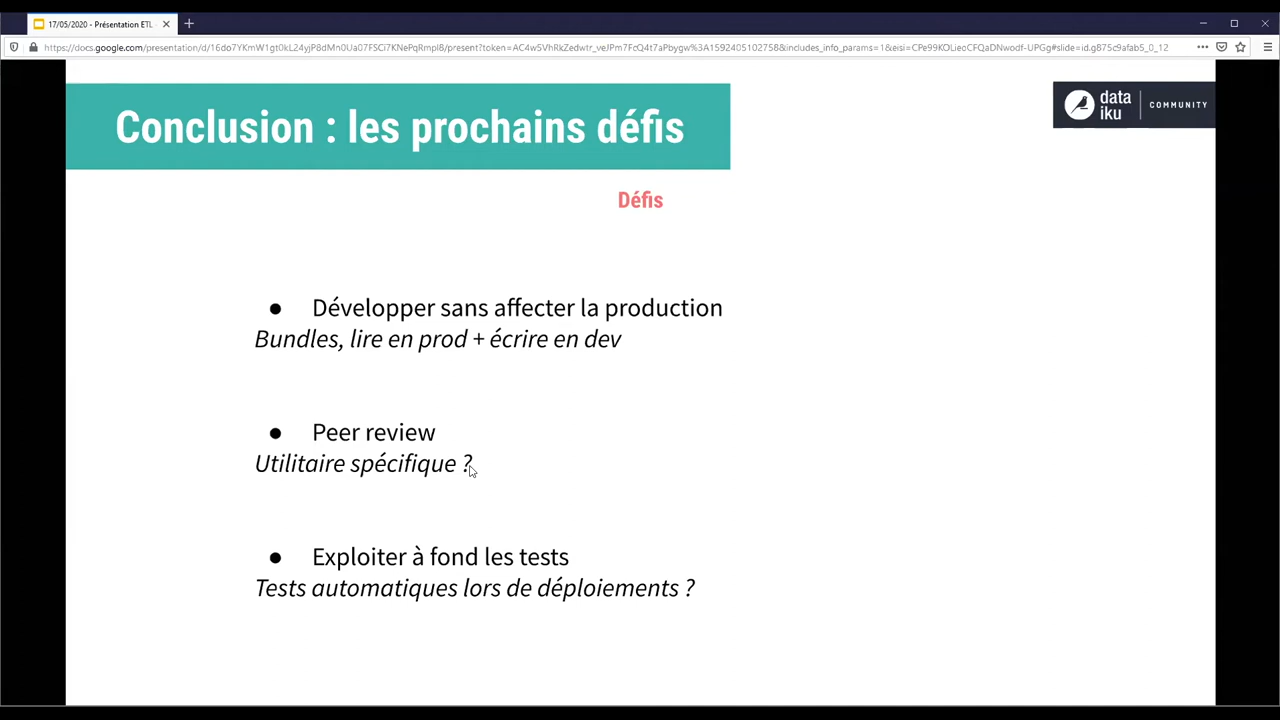 17/05/2020 - Présentation ETL
Conclusion : les prochains défis
data
iku
COMMUNITY
Défis
● Développer sans affecter la production
Bundles, lire en prod + écrire en dev
● Peer review
Utilitaire spécifique ?
● Exploiter à fond les tests
Tests automatiques lors de déploiements ?